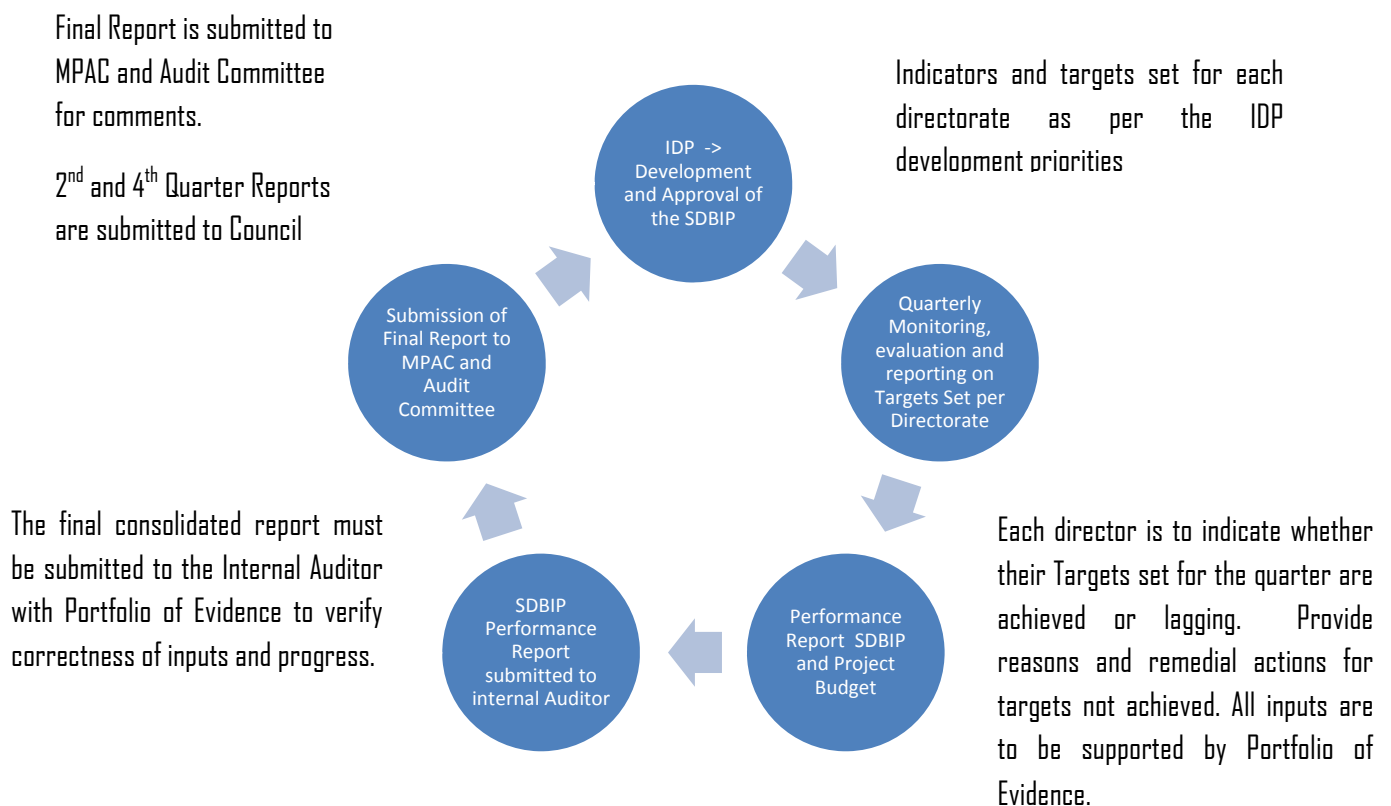 Final Report is submitted to
MPAC and Audit Committee
for comments.
2nd and 4th Quarter Reports
are submitted to Council
Indicators and targets set for each
directorate as per the IDP
development priorities
IDP ->
Development
and Approval of
the SDBIP
Quarterly
Monitoring,
evaluation and
reporting on
Targets Set per
Directorate
Each director is to indicate whether
their Targets set for the quarter are
achieved or lagging. Provide
reasons and remedial actions for
targets not achieved. All inputs are
to be supported by Portfolio of
Evidence.
Performance
Report SDBIP
and Project
Budget
SDBIP
Performance
Report
submitted to
internal Auditor
The final consolidated report must
be submitted to the Internal Auditor
with Portfolio of Evidence to verify
correctness of inputs and progress.
Submission of
Final Report to
MPAC and
Audit
Committee